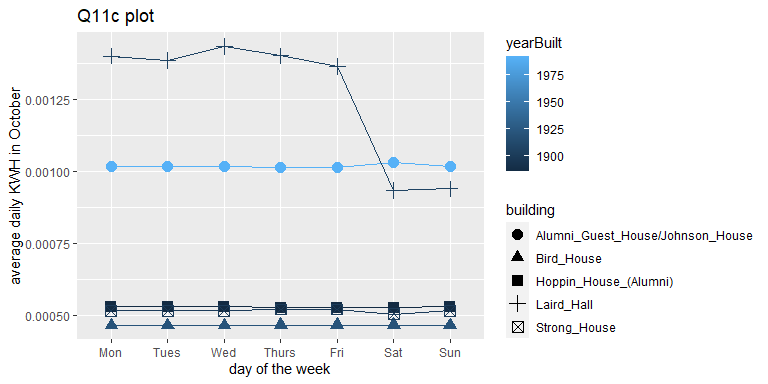 Q11c plot
average daily KWH in October
0.00125
0.00100
0.00075
0.00050
Mon Tues Wed Thurs Fri Sat Sun
day of the week
yearBuilt
1975
1950
1925
1900
building
Alumni_Guest_House/Johnson_House
Bird_House
Hoppin_House_(Alumni)
Laird_Hall
Strong_House